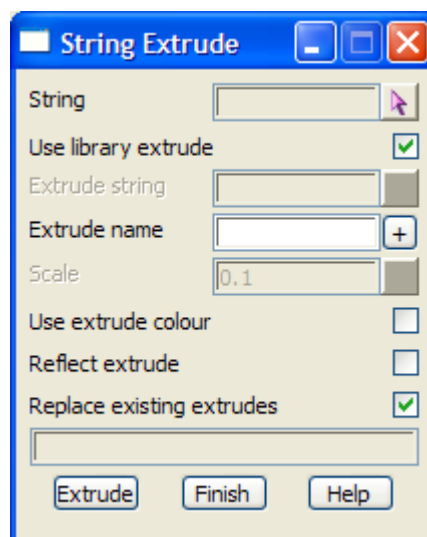 String Extrude
String
Use library extrude
Extrude string
Extrude name +
Scale 0.1
Use extrude colour
Reflect extrude
Replace existing extrudes
Extrude Finish Help